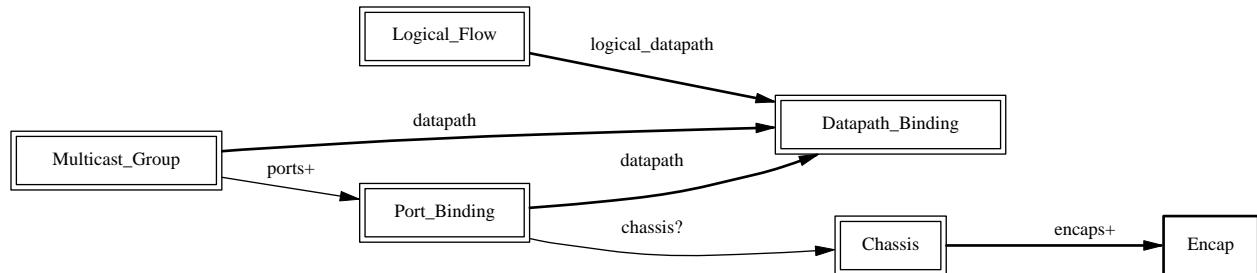 Logical_Flow
logical_datapath
Datapath_Binding
datapath
Multicast_Group
datapath
ports+
Port_Binding
chassis?
Chassis
encaps+
Encap